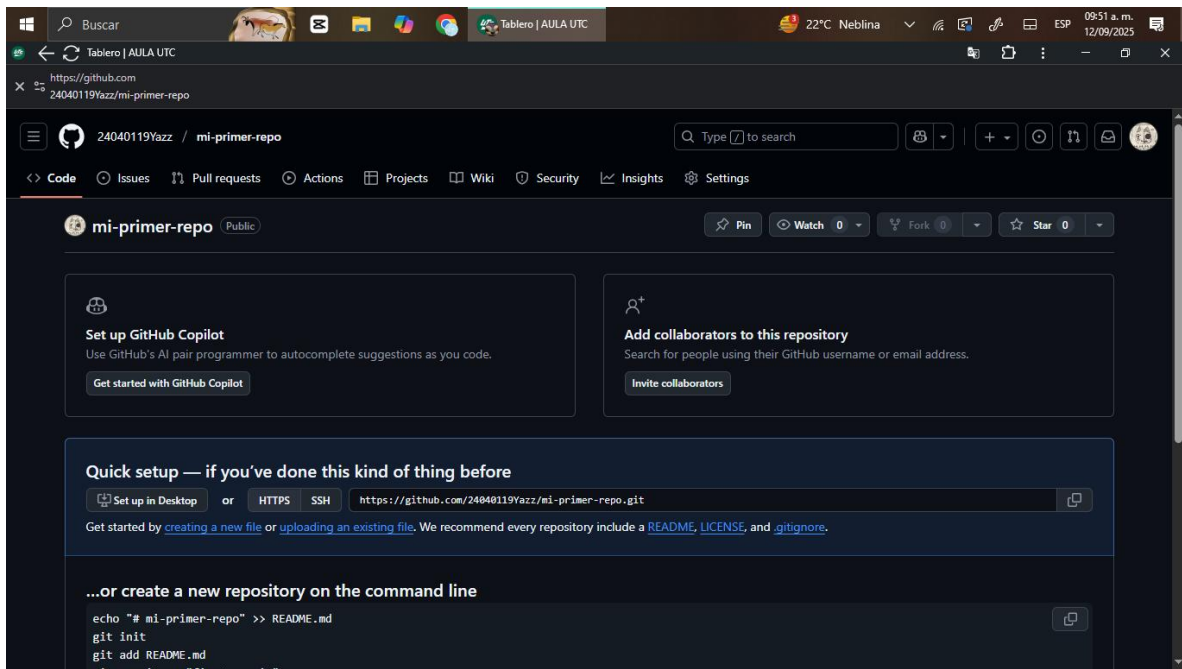 Buscar
Tablero | AULA UTC
22°C Neblina
ESP
09:51 a. m.
12/09/2025
Tablero | AULA UTC
https://github.com
24040119Yazz/mi-primer-repo
24040119Yazz / mi-primer-repo
Type / to search
<> Code Issues Pull requests Actions Projects Wiki Security Insights Settings
mi-primer-repo Public
Pin Watch 0 Fork 0 Star 0
Set up GitHub Copilot
Use GitHub's AI pair programmer to autocomplete suggestions as you code.
Get started with GitHub Copilot
Add collaborators to this repository
Search for people using their GitHub username or email address.
Invite collaborators
Quick setup — if you've done this kind of thing before
Set up in Desktop or HTTPS SSH https://github.com/24040119Yazz/mi-primer-repo.git
Get started by creating a new file or uploading an existing file. We recommend every repository include a README, LICENSE, and .gitignore.
...or create a new repository on the command line
echo "# mi-primer-repo" >> README.md
git init
git add README.md